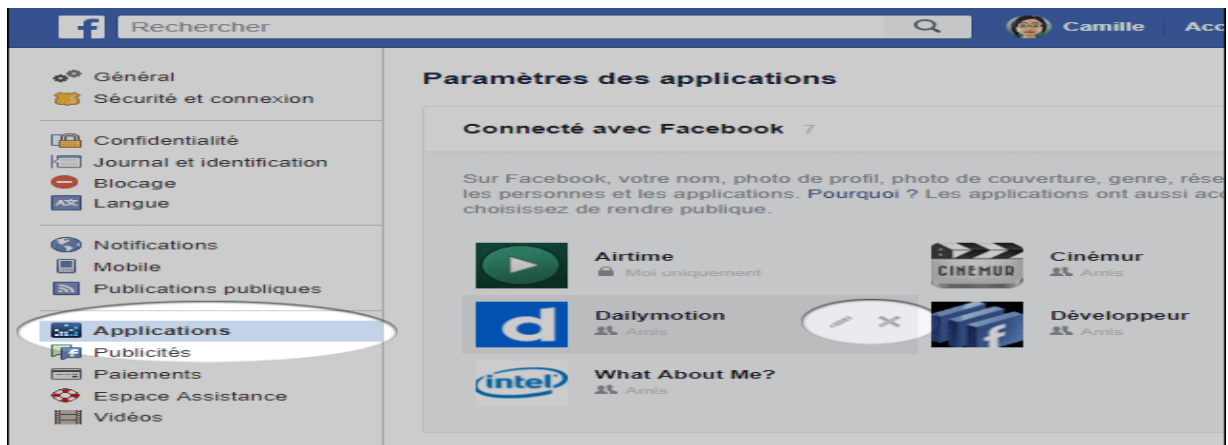 f Rechercher Camille Acc
Général
Sécurité et connexion
Confidentialité
Journal et identification
Blocage
Langue
Notifications
Mobile
Publications publiques
Applications
Publicités
Paiements
Espace Assistance
Vidéos
Paramètres des applications
Connecté avec Facebook 7
Sur Facebook, votre nom, photo de profil, photo de couverture, genre, rése
les personnes et les applications. Pourquoi ? Les applications ont aussi acc
choisissez de rendre publique.
Airtime
Moi uniquement
CINEMUR
Cinémur
Amis
d
Dailymotion
Amis
f
Développeur
Amis
intel
What About Me?
Amis